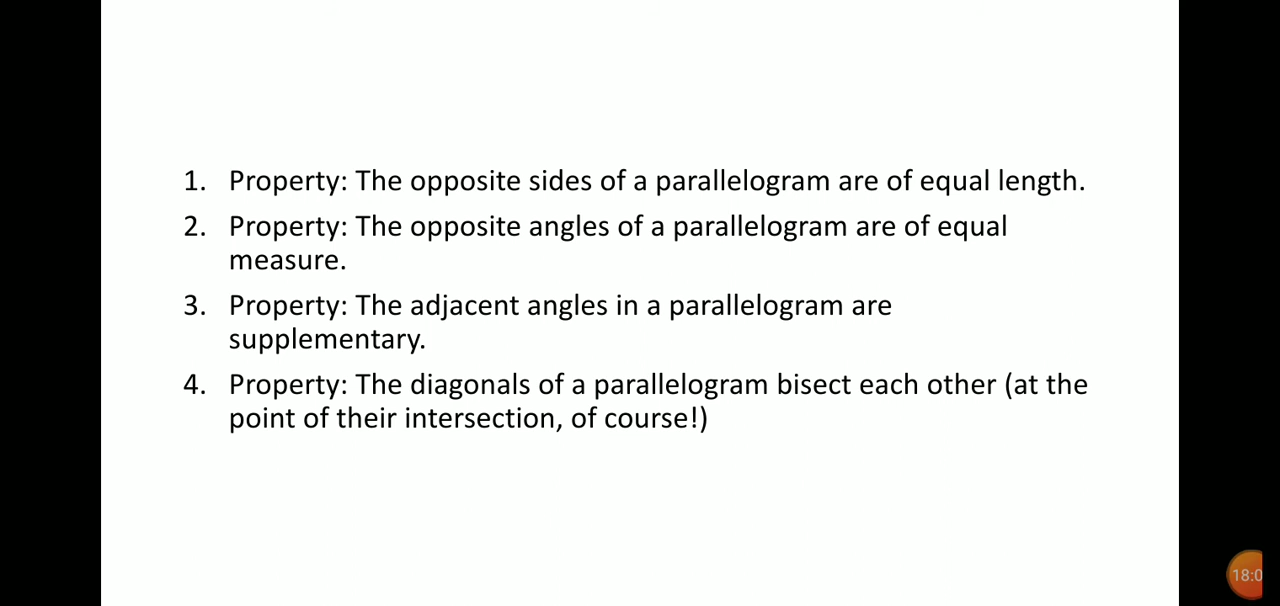 1. Property: The opposite sides of a parallelogram are of equal length.
2. Property: The opposite angles of a parallelogram are of equal
measure.
3. Property: The adjacent angles in a parallelogram are
supplementary.
4. Property: The diagonals of a parallelogram bisect each other (at the
point of their intersection, of course!)
18:0